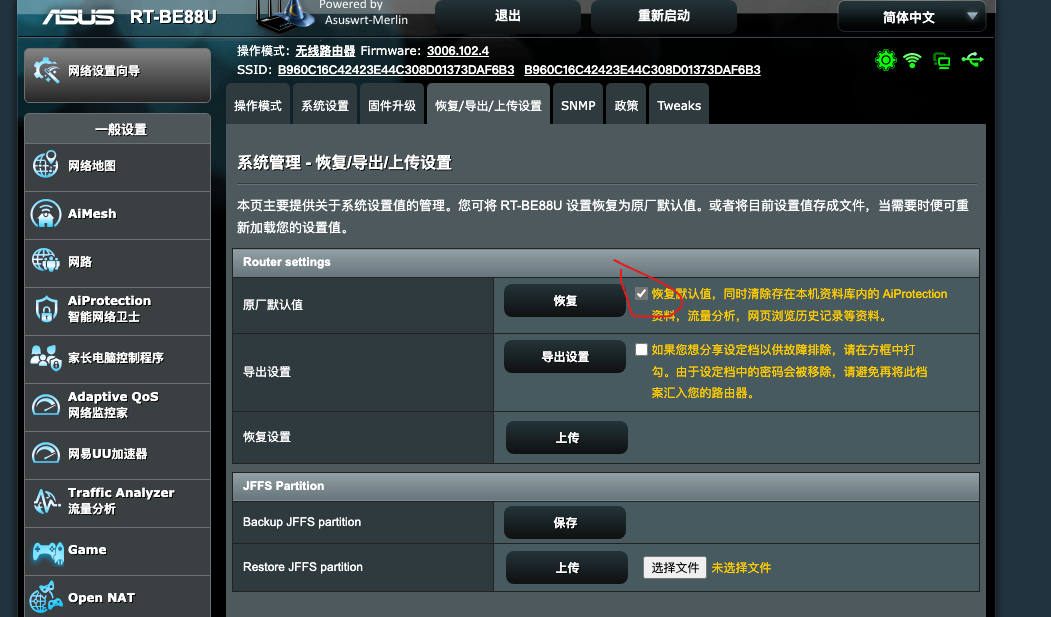 ASUS RT-BE88U
Powered by
Asuswrt-Merlin
退出
重新启动
简体中文
操作模式: 无线路由器 Firmware: 3006.102.4
SSID: B960C16C42423E44C308D01373DAF6B3 B960C16C42423E44C308D01373DAF6B3
网络设置向导
操作模式 系统设置 固件升级 恢复/导出/上传设置 SNMP 政策 Tweaks
一般设置
网络地图
AiMesh
网路
AiProtection
智能网络卫士
家长电脑控制程序
Adaptive QoS
网络监控家
网易UU加速器
Traffic Analyzer
流量分析
Game
Open NAT
系统管理 - 恢复/导出/上传设置
本页主要提供关于系统设置值的管理。您可将 RT-BE88U 设置恢复为原厂默认值。或者将目前设置值存成文件，当需要时便可重
新加载您的设置值。
Router settings
原厂默认值
恢复
恢复默认值，同时清除存在本机资料库内的 AiProtection
资料，流量分析，网页浏览历史记录等资料。
导出设置
导出设置
如果您想分享设定档以供故障排除，请在方框中打
勾。由于设定档中的密码会被移除，请避免再将此档
案汇入您的路由器。
恢复设置
上传
JFFS Partition
Backup JFFS partition
保存
Restore JFFS partition
上传
选择文件 未选择文件